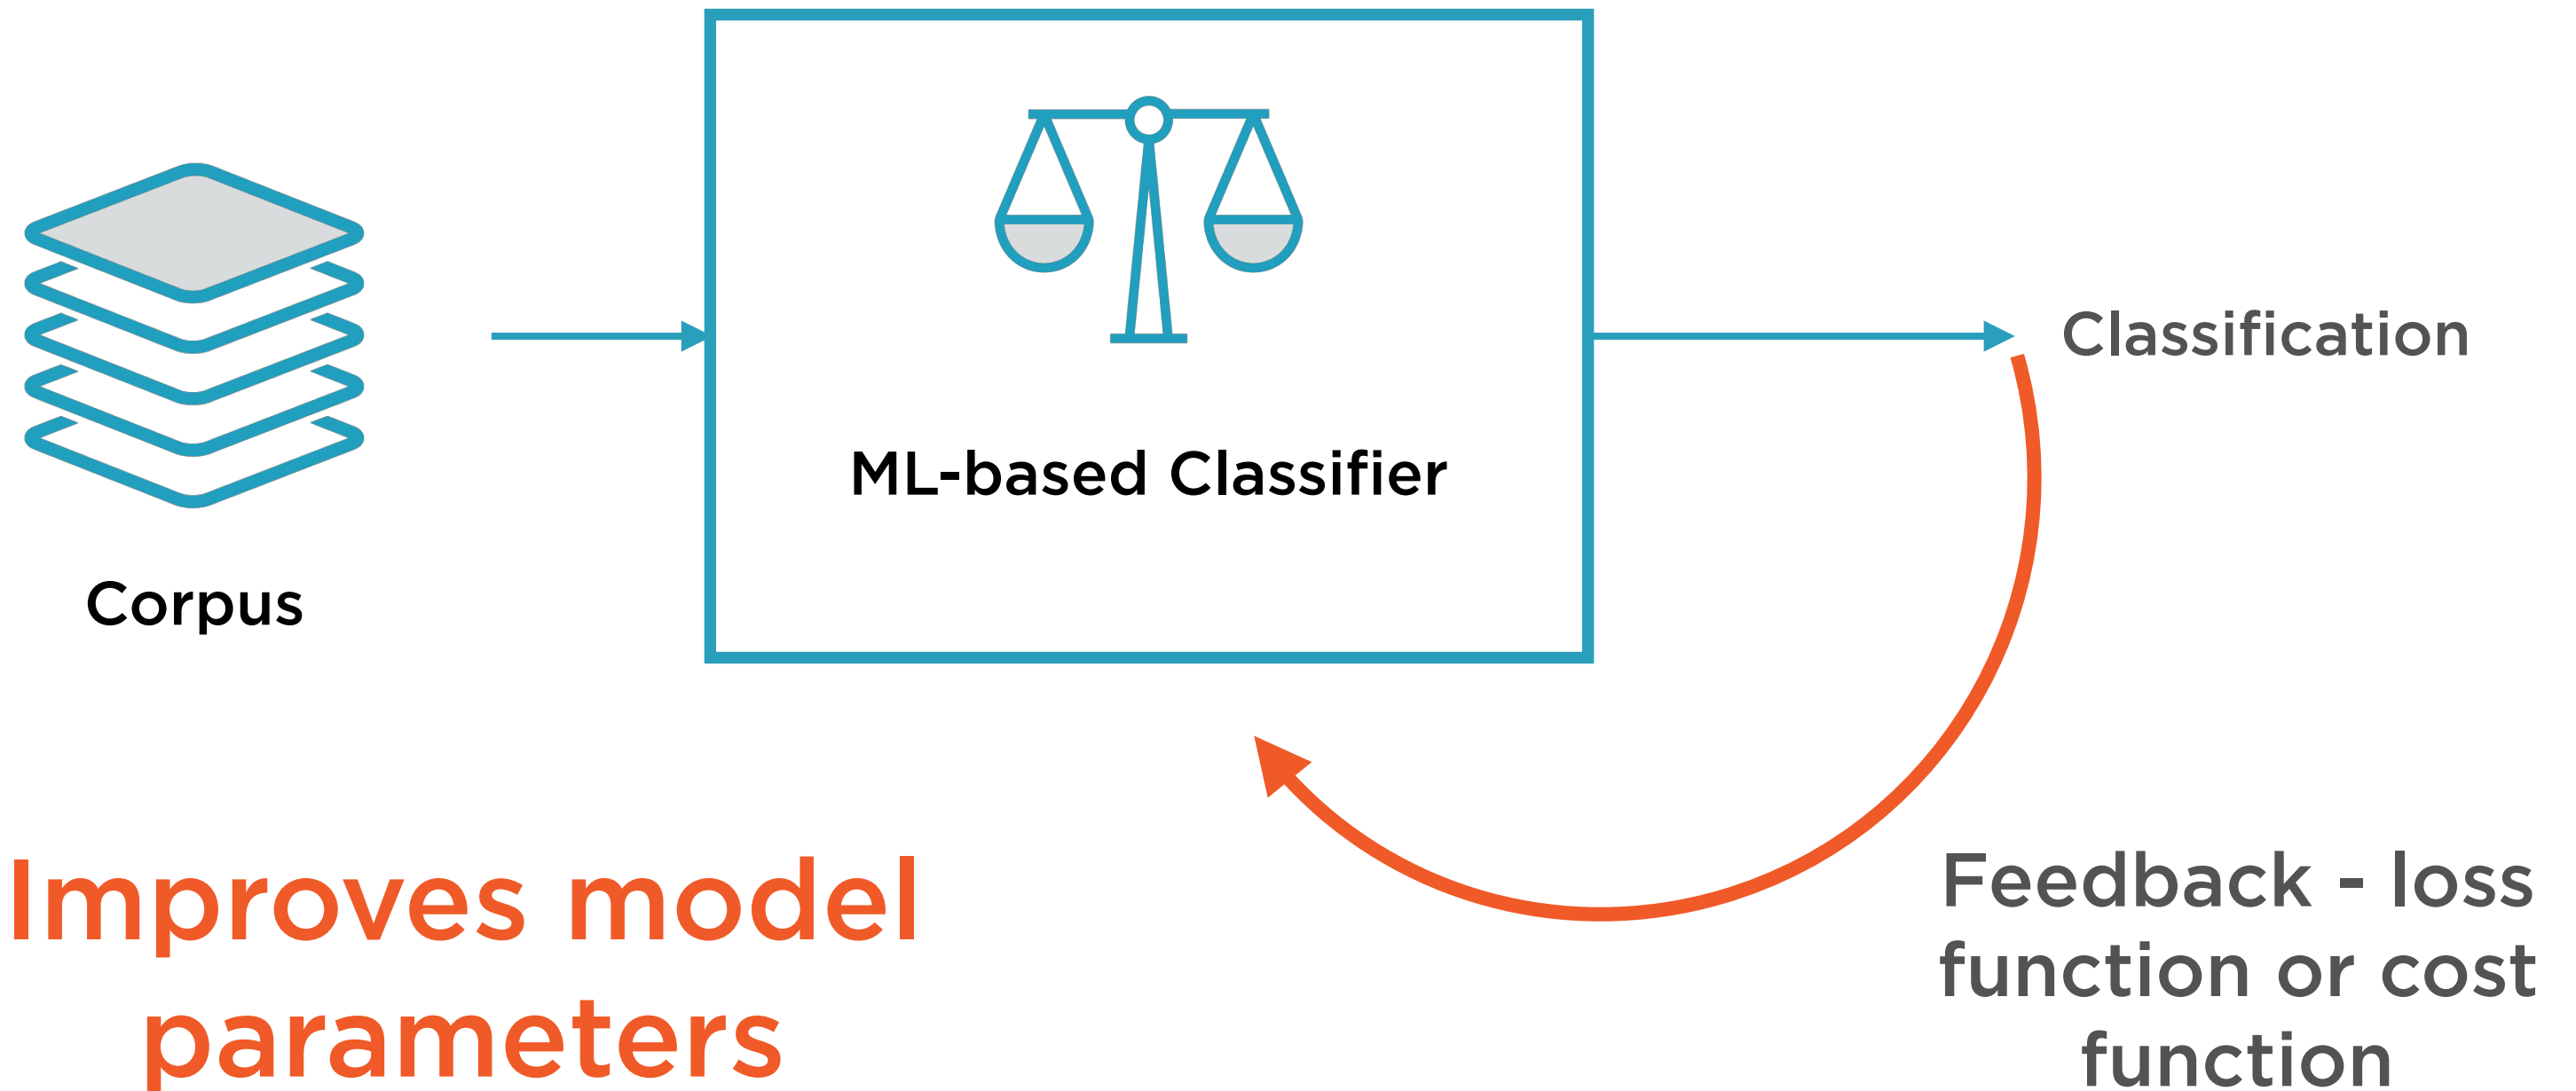 Classification
ML-based Classifier
Corpus
Improves model
parameters
Feedback - loss
function or cost
function